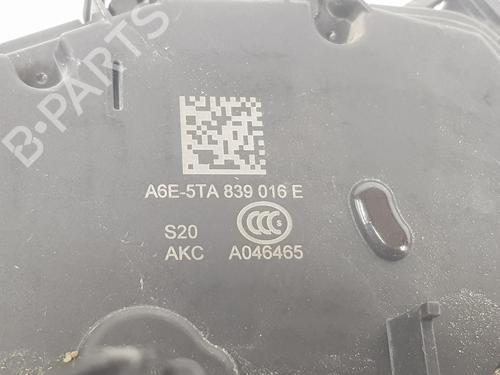 B-PARTS
A6E-5TA 839 016 E
S20
CCC
AKC A046465